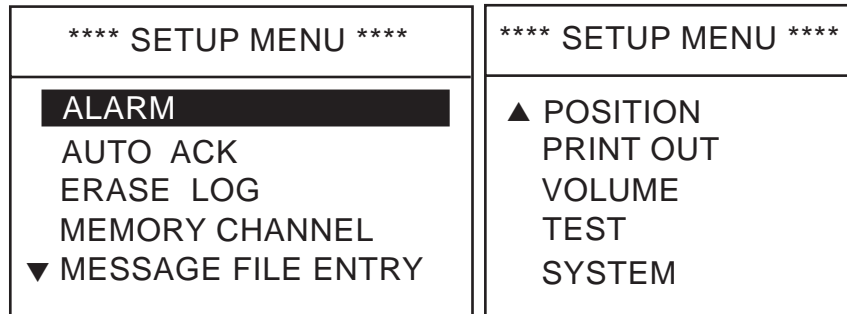 **** SETUP MENU ****
ALARM
AUTO ACK
ERASE LOG
MEMORY CHANNEL
▼ MESSAGE FILE ENTRY
**** SETUP MENU ****
▲ POSITION
PRINT OUT
VOLUME
TEST
SYSTEM